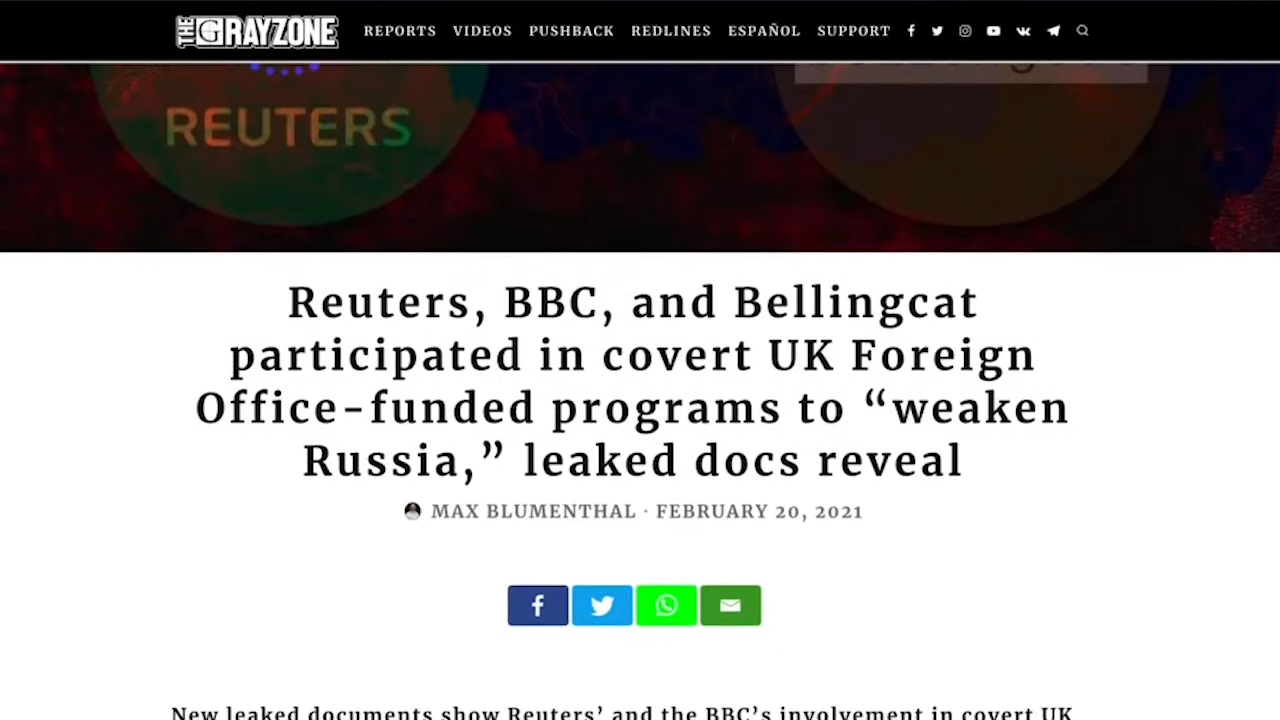 THE GRAYZONE REPORTS VIDEOS PUSHBACK REDLINES ESPAÑOL SUPPORT
REUTERS
Reuters, BBC, and Bellingcat
participated in covert UK Foreign
Office-funded programs to “weaken
Russia,” leaked docs reveal
MAX BLUMENTHAL · FEBRUARY 20, 2021
New leaked documents show Reuters’ and the BBC’s involvement in covert UK